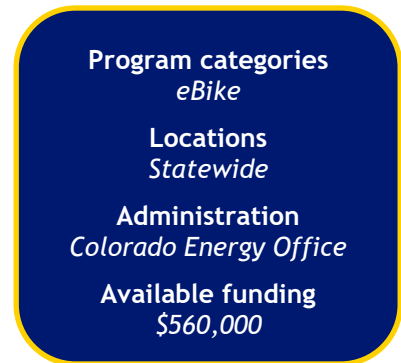 Program categories
eBike
Locations
Statewide
Administration
Colorado Energy Office
Available funding
$560,000